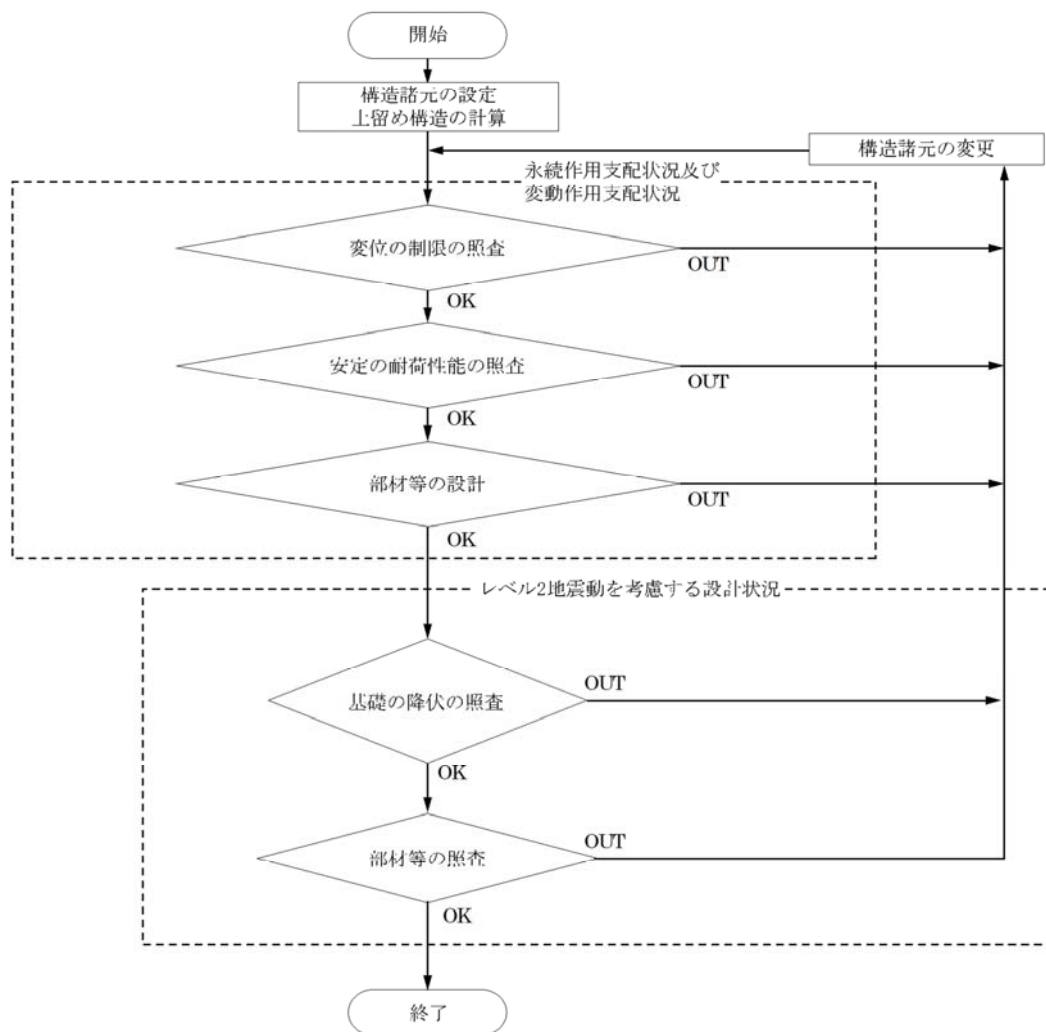 開始
構造諸元の設定
土留め構造の計算
構造諸元の変更
永続作用支配状況及び
変動作用支配状況
変位の制限の照査
OUT
OK
安定の耐荷性能の照査
OUT
OK
部材等の設計
OUT
OK
レベル2地震動を考慮する設計状況
基礎の降伏の照査
OUT
OK
部材等の照査
OUT
OK
終了